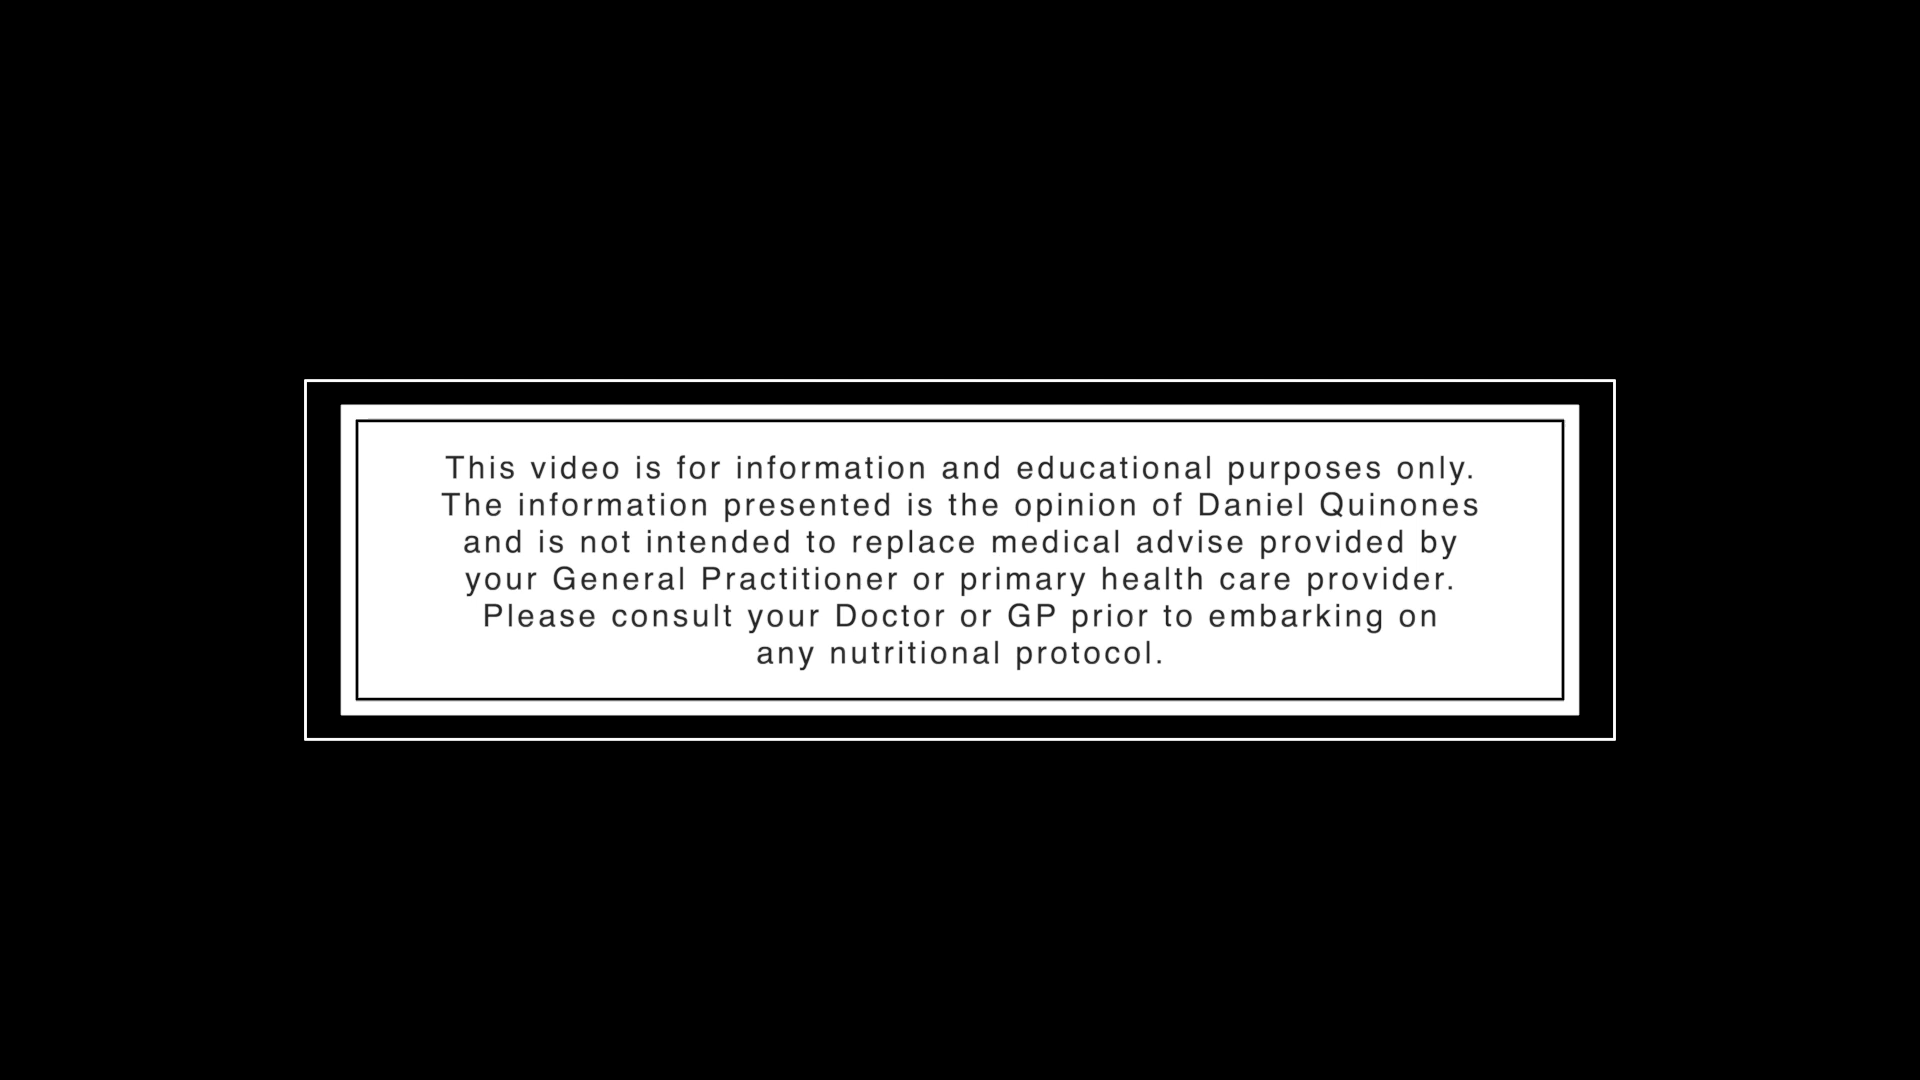 This video is for information and educational purposes only.
The information presented is the opinion of Daniel Quinones
and is not intended to replace medical advise provided by
your General Practitioner or primary health care provider.
Please consult your Doctor or GP prior to embarking on
any nutritional protocol.